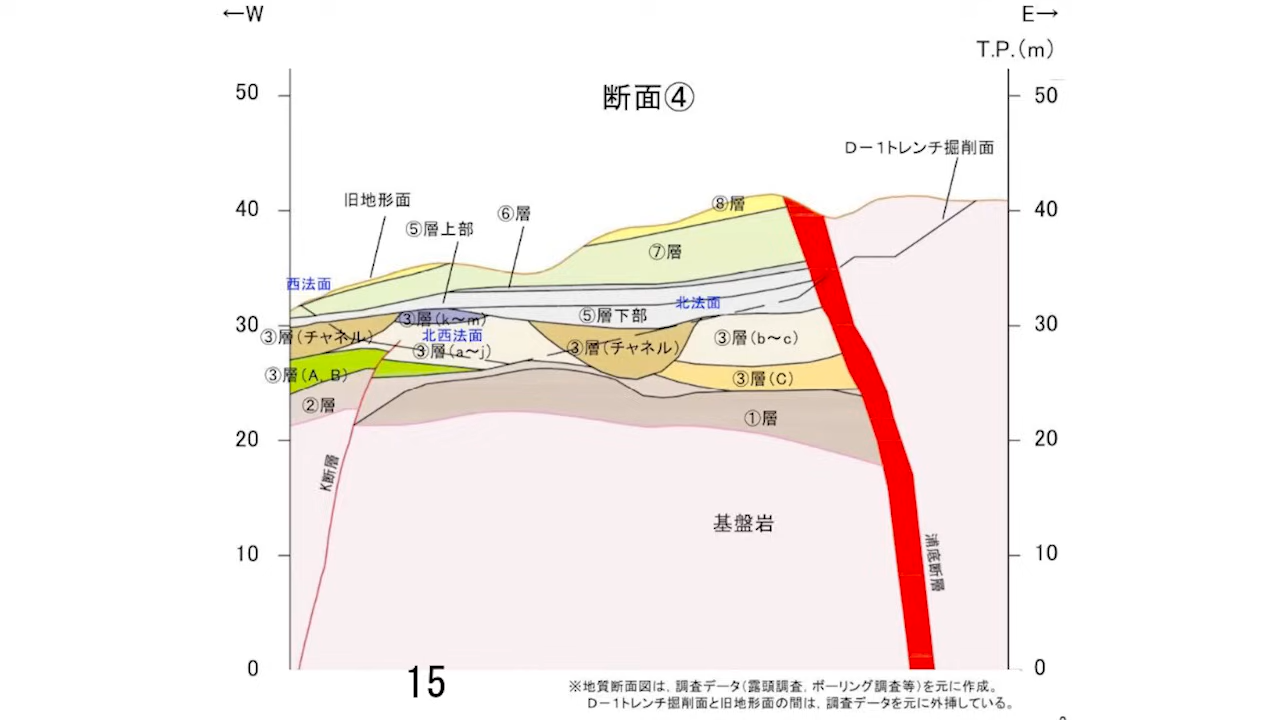 ←W
E→
T.P.(m)
断面④
50
50
D－1トレンチ掘削面
旧地形面
⑥層
⑧層
40
40
⑤層上部
⑦層
西法面
北法面
③層(k～m)
⑤層下部
30
30
③層(チャネル)
北西法面
③層(b～c)
③層(a～j)
③層(チャネル)
③層(A, B)
③層(C)
②層
①層
20
20
K断層
基盤岩
10
10
浦底断層
0
0
15
※地質断面図は、調査データ(露頭調査，ボーリング調査等)を元に作成。
D－1トレンチ掘削面と旧地形面の間は、調査データを元に外挿している。